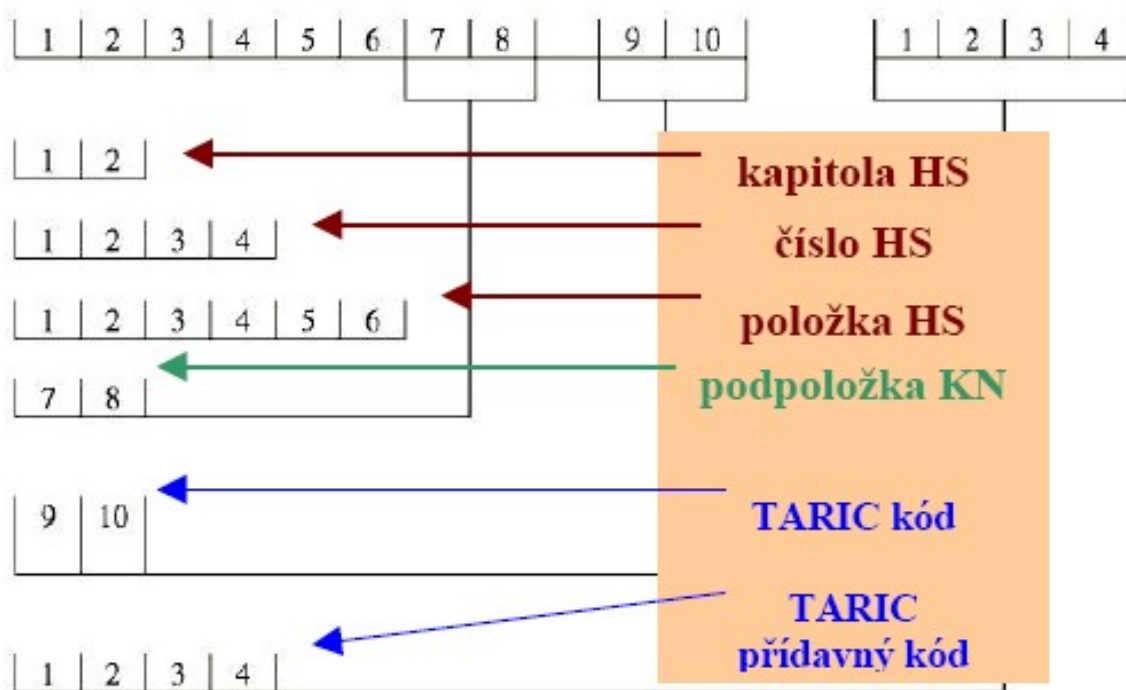 1 2 3 4 5 6 7 8 9 10 1 2 3 4
1 2 kapitola HS
1 2 3 4 číslo HS
1 2 3 4 5 6 položka HS
7 8 podpoložka KN
9 10 TARIC kód
TARIC
přídavný kód
1 2 3 4